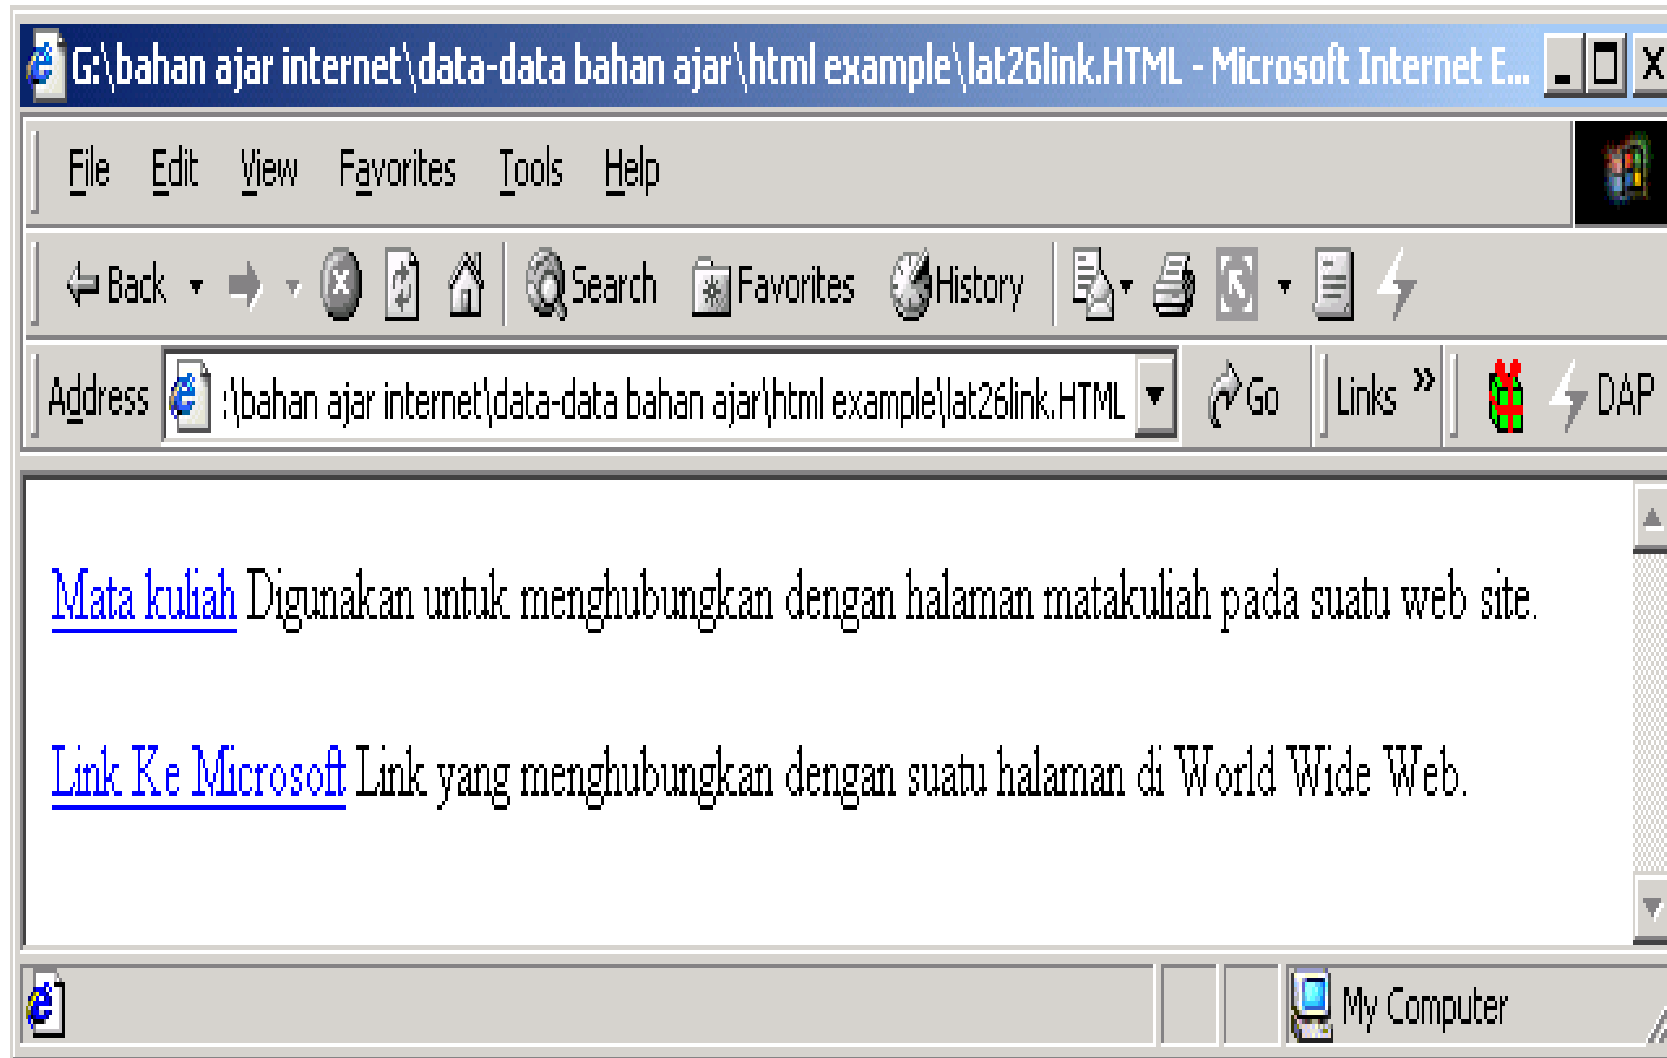 G:\bahan ajar internet\data-data bahan ajar\html example\lat26link.HTML - Microsoft Internet E...
File Edit View Favorites Tools Help
Back Search Favorites History
Address :\bahan ajar internet\data-data bahan ajar\html example\lat26link.HTML Go Links » DAP
Mata kuliah Digunakan untuk menghubungkan dengan halaman matakuliah pada suatu web site.
Link Ke Microsoft Link yang menghubungkan dengan suatu halaman di World Wide Web.
My Computer